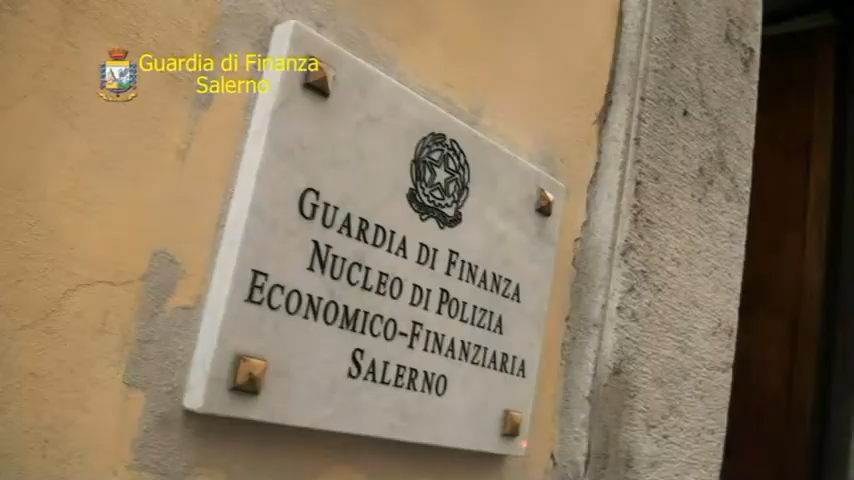 Guardia di Finanza
Salerno
GUARDIA DI FINANZA
NUCLEO DI POLIZIA
ECONOMICO-FINANZIARIA
SALERNO